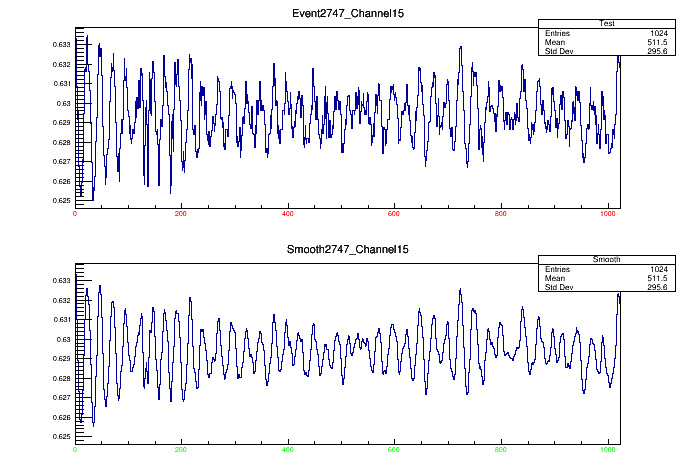 Event2747_Channel15
Test
Entries 1024
Mean 511.5
Std Dev 295.6
0.633
0.632
0.631
0.63
0.629
0.628
0.627
0.626
0.625
0 200 400 600 800 1000
Smooth2747_Channel15
Smooth
Entries 1024
Mean 511.5
Std Dev 295.6
0.633
0.632
0.631
0.63
0.629
0.628
0.627
0.626
0.625
0 200 400 600 800 1000